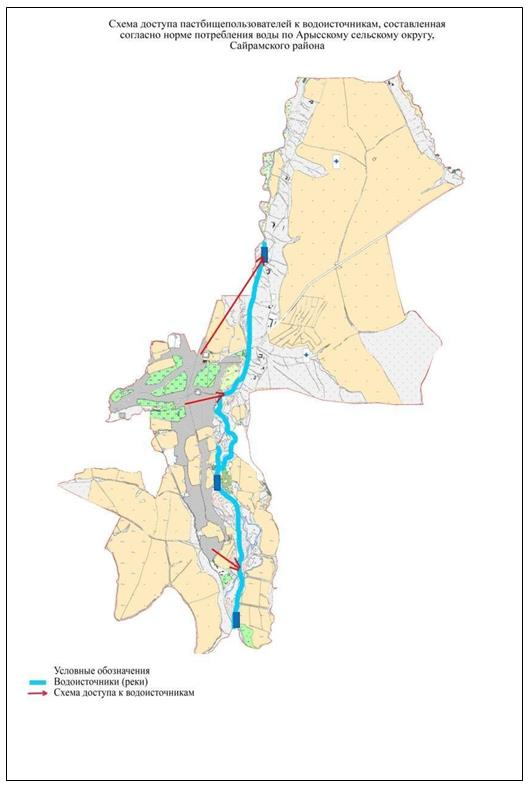 Схема доступа пастбищепользователей к водоисточникам, составленная
согласно норме потребления воды по Арысскому сельскому округу,
Сайрамского района
Условные обозначения
Водоисточники (реки)
Схема доступа к водоисточникам